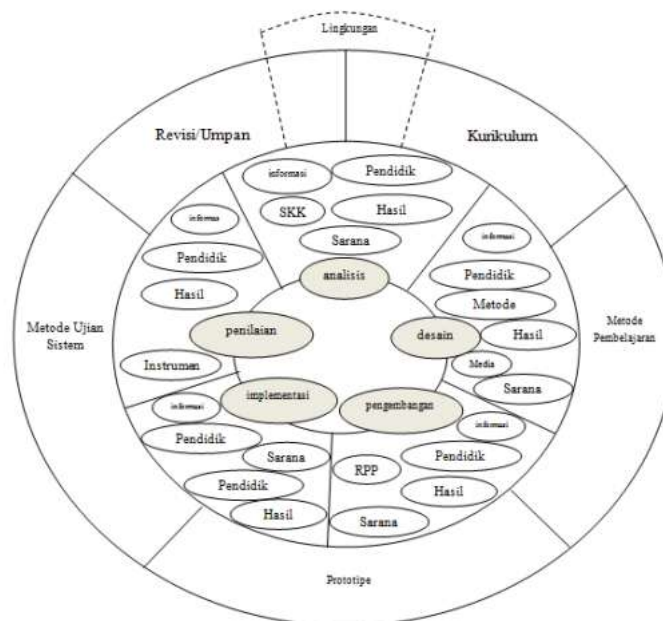 Lingkungan
Revisi/Umpan
Kurikulum
informasi
Pendidik
SKK
Hasil
Sarana
analisis
informas
Pendidik
Hasil
penilaian
Instrumen
informasi
Pendidik
Metode
desain
Hasil
Media
Sarana
Metode Ujian
Sistem
Metode
Pembelajaran
implementasi
informasi
Pendidik
Sarana
Pendidik
Hasil
pengembangan
informasi
Pendidik
RPP
Hasil
Sarana
Prototipe